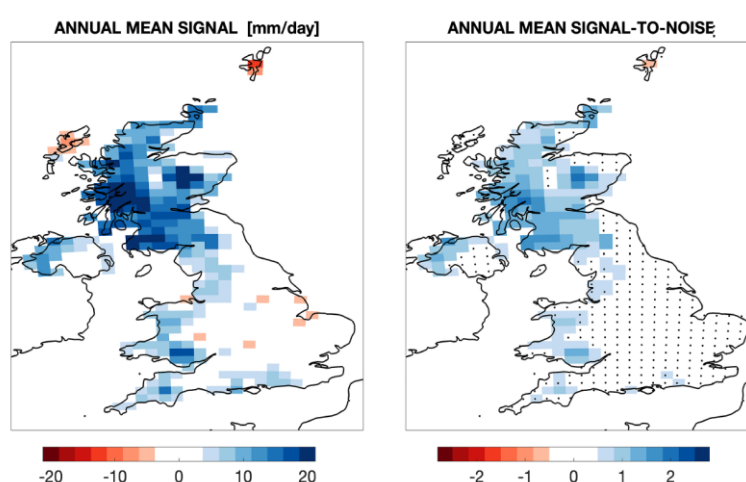 ANNUAL MEAN SIGNAL [mm/day]
ANNUAL MEAN SIGNAL-TO-NOISE
-20 -10 0 10 20
-2 -1 0 1 2